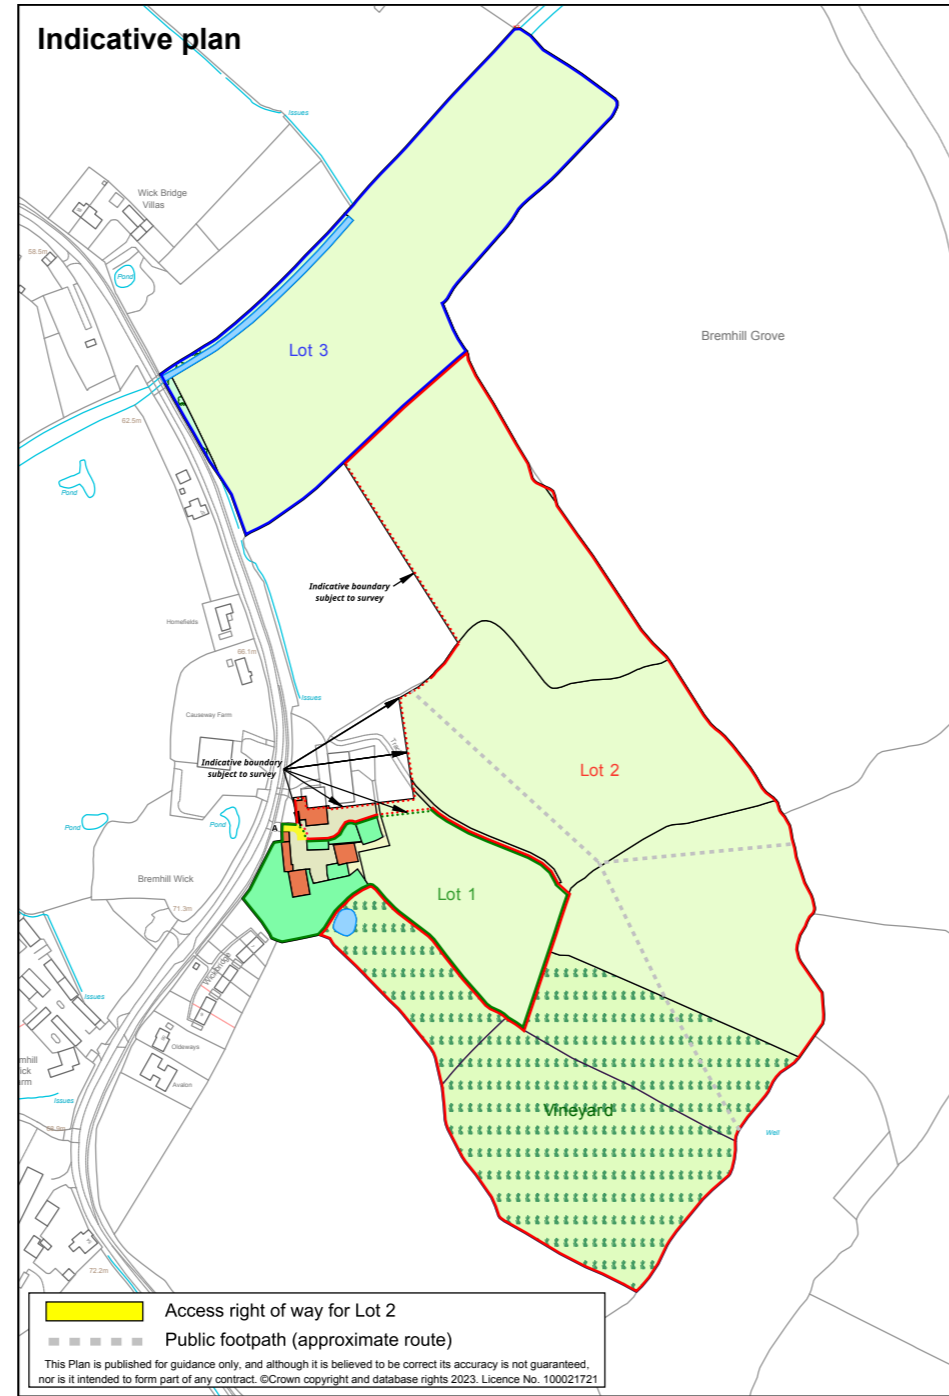 Indicative plan
Issues
Wick Bridge
Villas
58.5m
Pond
Bremhill Grove
Lot 3
62.5m
Pond
Indicative boundary
subject to survey
Homefields
66.1m
Issues
Causeway Farm
Indicative boundary
subject to survey
Lot 2
A
Pond
Pond
Bremhill Wick
Lot 1
71.3m
Issues
Oldeways
Avalon
Issues
Vineyard
Well
68.9m
72.2m
Access right of way for Lot 2
Public footpath (approximate route)
This Plan is published for guidance only, and although it is believed to be correct its accuracy is not guaranteed,
nor is it intended to form part of any contract. ©Crown copyright and database rights 2023. Licence No. 100021721